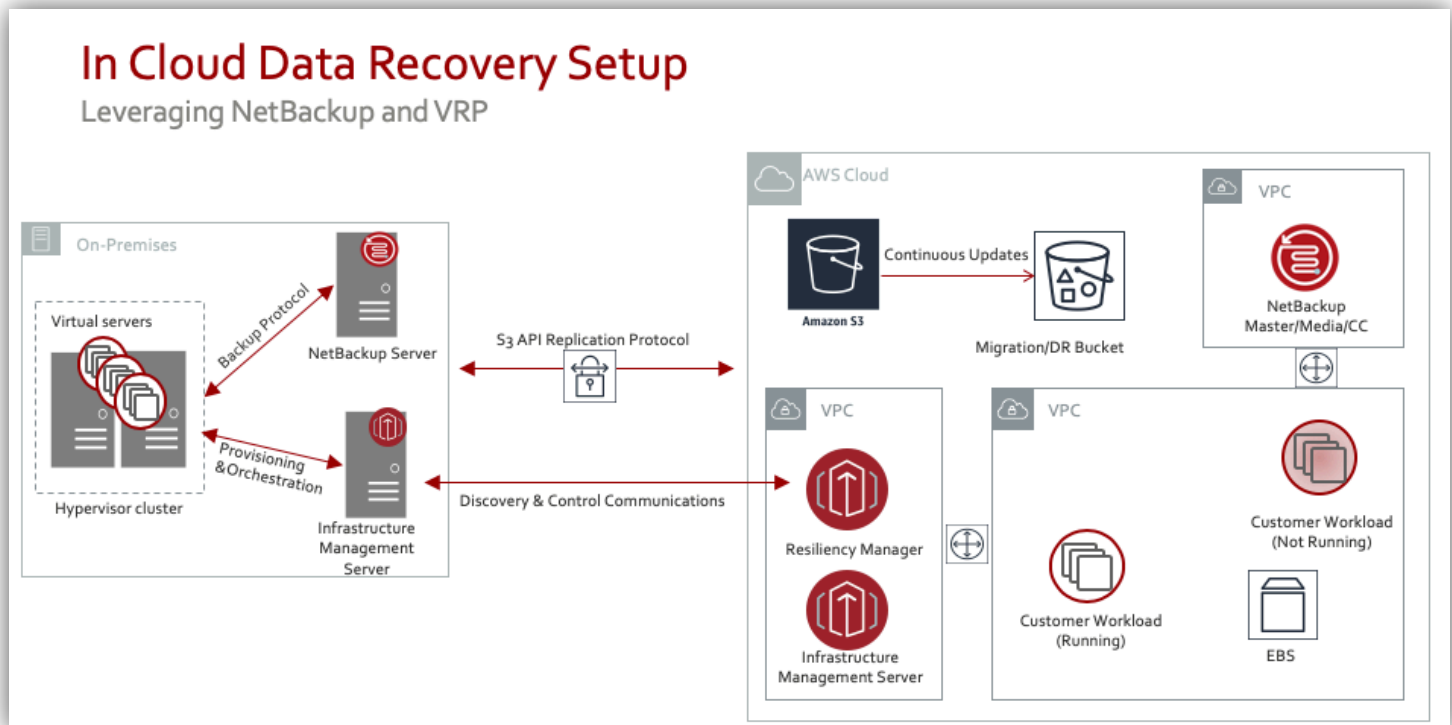 In Cloud Data Recovery Setup
Leveraging NetBackup and VRP
On-Premises
Virtual servers
Hypervisor cluster
Backup Protocol
NetBackup Server
Provisioning
&Orchestration
Infrastructure
Management
Server
S3 API Replication Protocol
Discovery & Control Communications
AWS Cloud
Amazon S3
Continuous Updates
Migration/DR Bucket
VPC
NetBackup
Master/Media/CC
VPC
Resiliency Manager
Infrastructure
Management Server
VPC
Customer Workload
(Running)
Customer Workload
(Not Running)
EBS